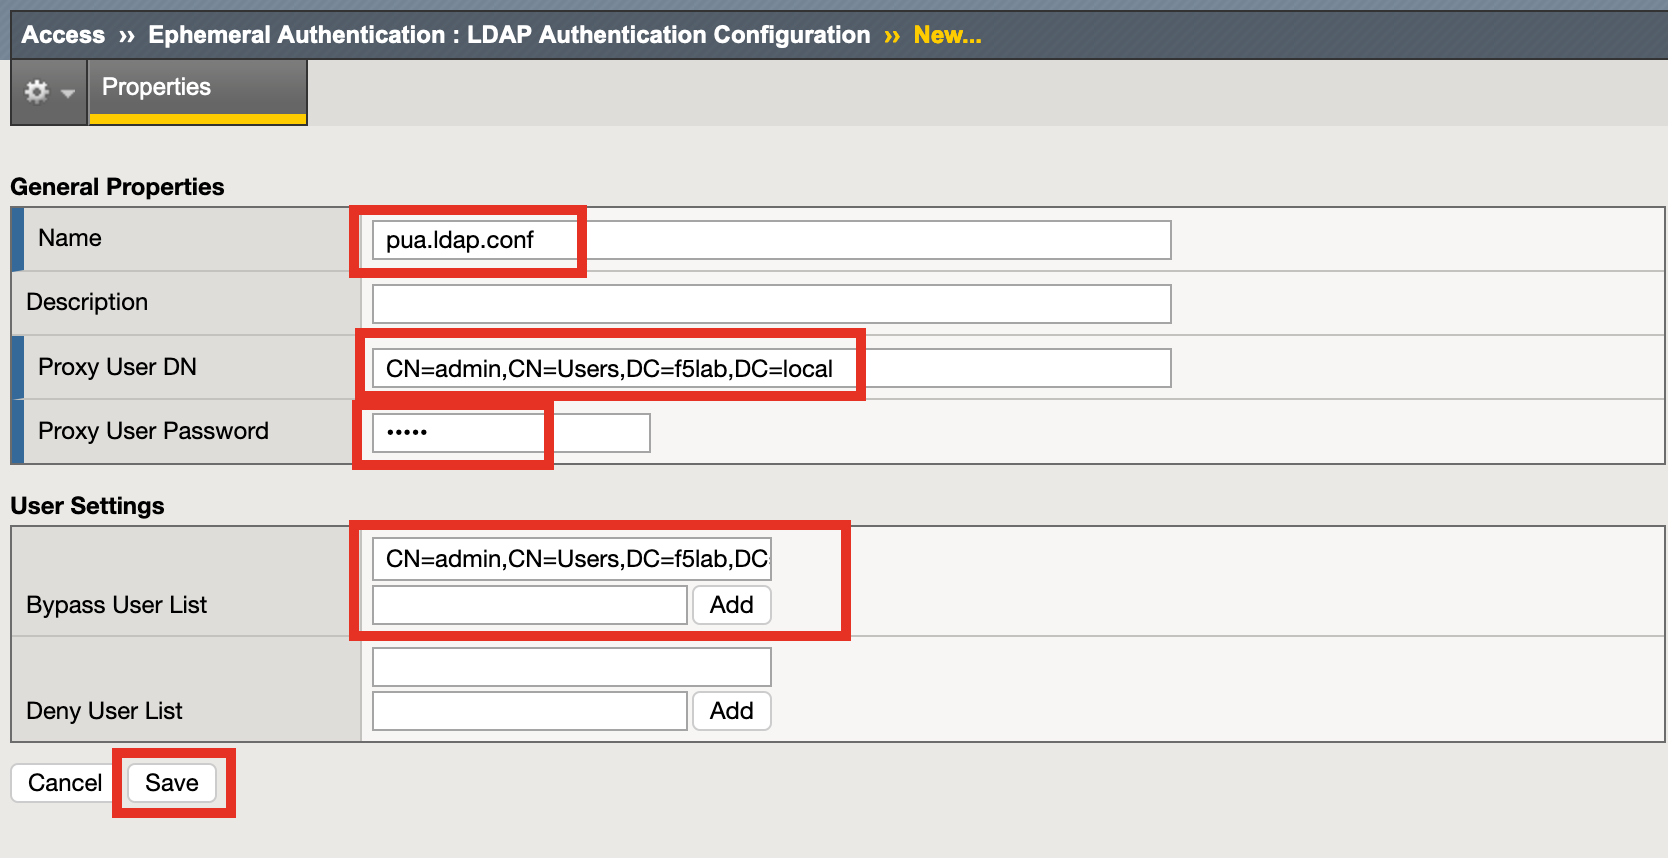 Access » Ephemeral Authentication : LDAP Authentication Configuration » New...
Properties
General Properties
Name pua.ldap.conf
Description
Proxy User DN CN=admin,CN=Users,DC=f5lab,DC=local
Proxy User Password •••••
User Settings
CN=admin,CN=Users,DC=f5lab,DC
Bypass User List Add
Deny User List Add
Cancel Save